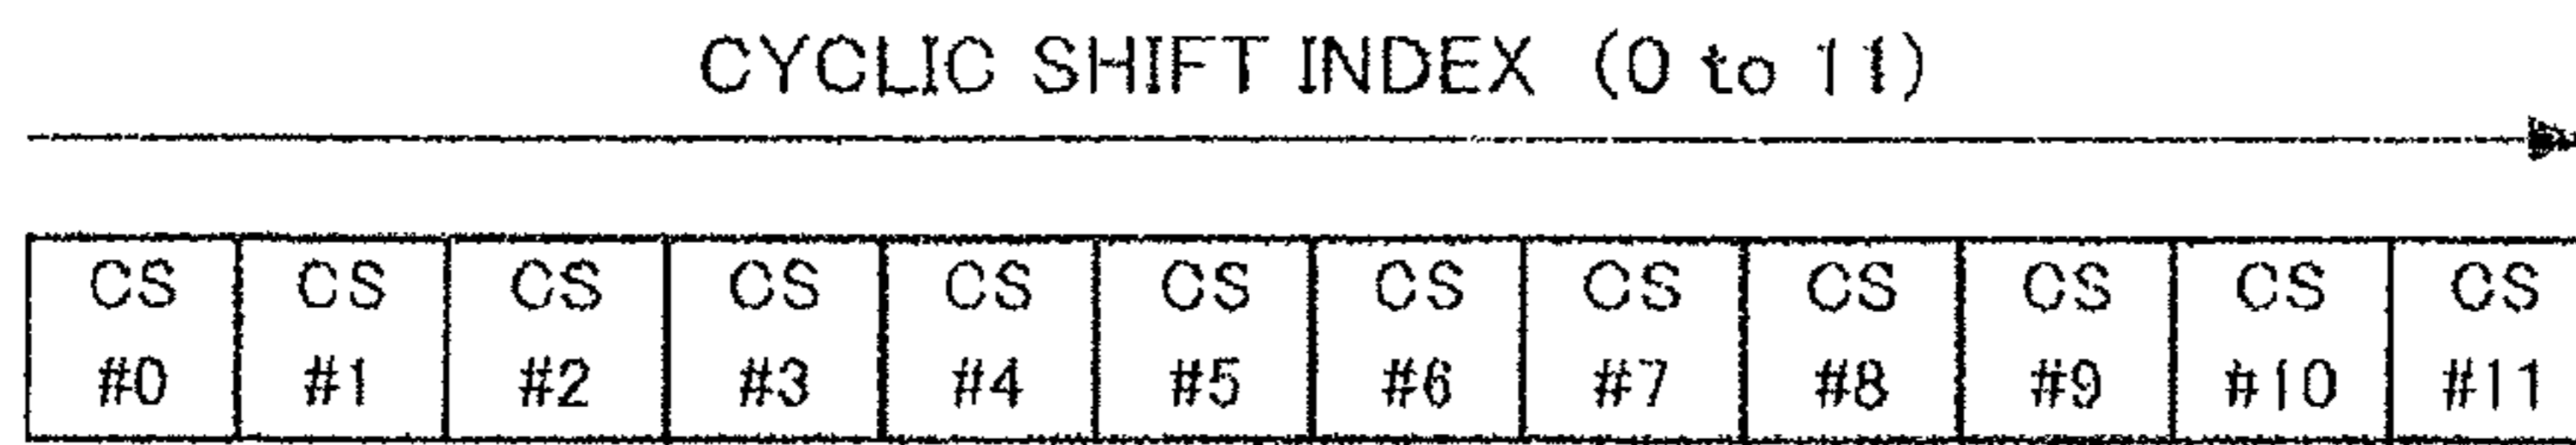 CYCLIC SHIFT INDEX (0 to 11)
CS CS CS CS CS CS CS CS CS CS CS CS
#0 #1 #2 #3 #4 #5 #6 #7 #8 #9 #10 #11